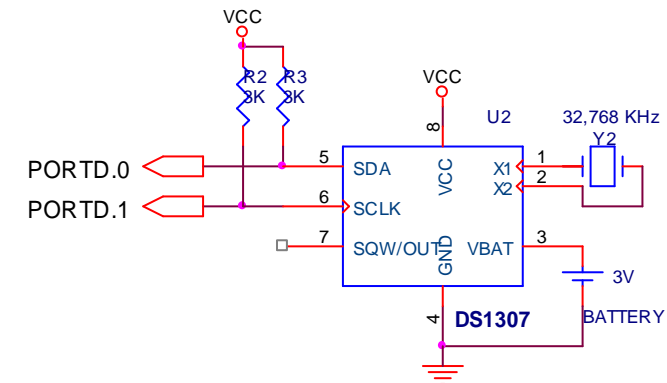 VCC
R2
3K
R3
3K
VCC
U2
32,768 KHz
Y2
PORTD.0
5
SDA
8
VCC
X1
1
X2
2
PORTD.1
6
SCLK
7
SQW/OUT
GND
VBAT
3
3V
4
DS1307
BATTERY